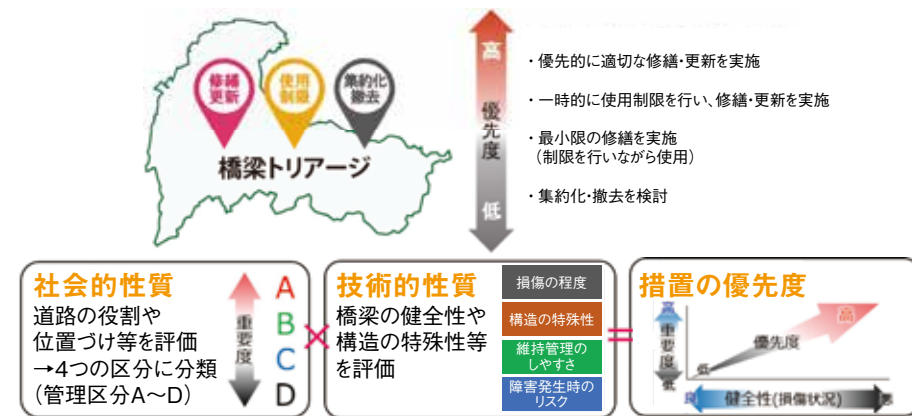 修繕
更新
使用
制限
集約化
撤去
橋梁トリアージ
高
優先度
低
・優先的に適切な修繕・更新を実施
・一時的に使用制限を行い、修繕・更新を実施
・最小限の修繕を実施
（制限を行いながら使用）
・集約化・撤去を検討
社会的性質
道路の役割や
位置づけ等を評価
→4つの区分に分類
（管理区分A～D）
重要度
A
B
C
D
×
技術的性質
橋梁の健全性や
構造の特殊性等
を評価
損傷の程度
構造の特殊性
維持管理の
しやすさ
障害発生時の
リスク
=
措置の優先度
高
重要度
低
低
優先度
高
良
健全性(損傷状況)
悪